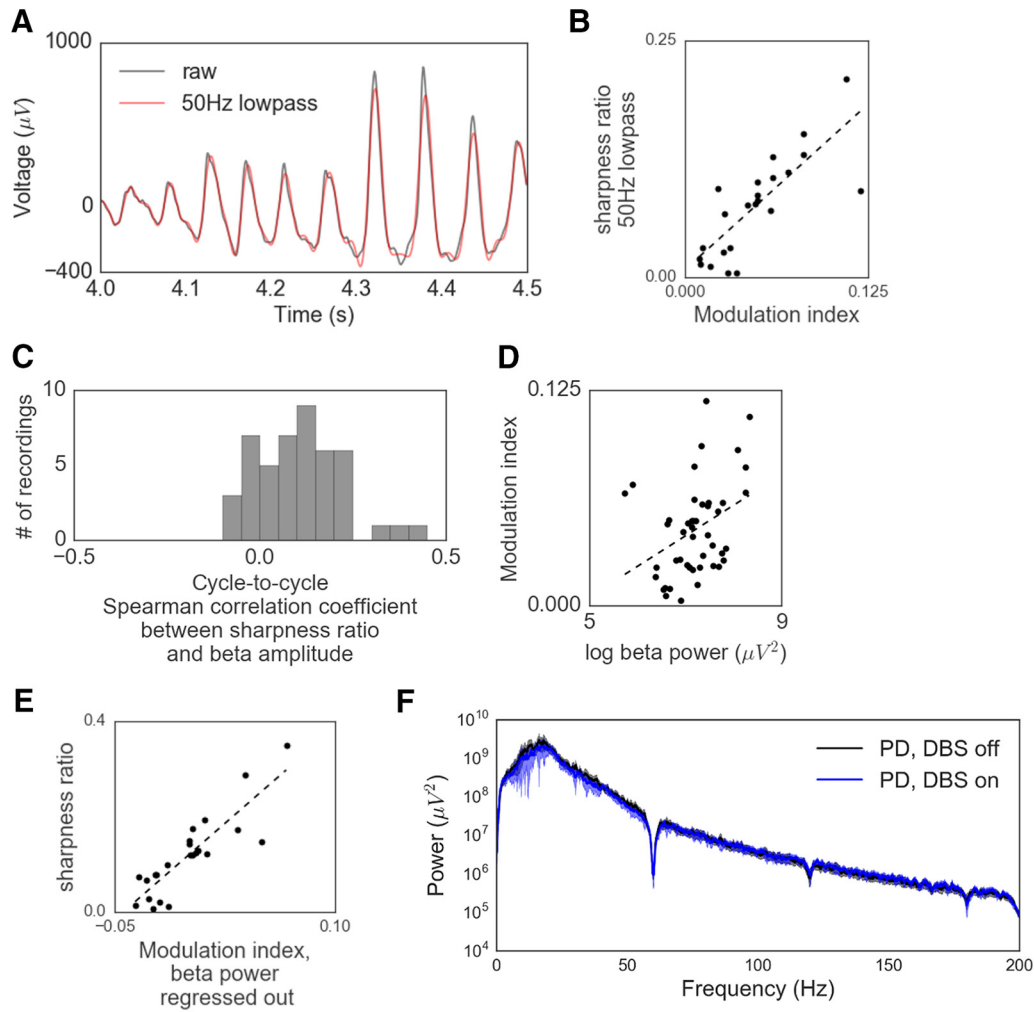 A
1000
0
−400
Voltage (μV)
raw
50Hz lowpass
4.0 4.1 4.2 4.3 4.4 4.5
Time (s)
B
0.25
0.00
sharpness ratio
50Hz lowpass
0.000 0.125
Modulation index
C
10
5
0
# of recordings
−0.5 0.0 0.5
Cycle-to-cycle
Spearman correlation coefficient
between sharpness ratio
and beta amplitude
D
0.125
0.000
Modulation index
5 9
log beta power (μV²)
E
0.4
0.0
sharpness ratio
−0.05 0.10
Modulation index,
beta power
regressed out
F
10¹⁰
10⁹
10⁸
10⁷
10⁶
10⁵
10⁴
Power (μV²)
PD, DBS off
PD, DBS on
0 50 100 150 200
Frequency (Hz)